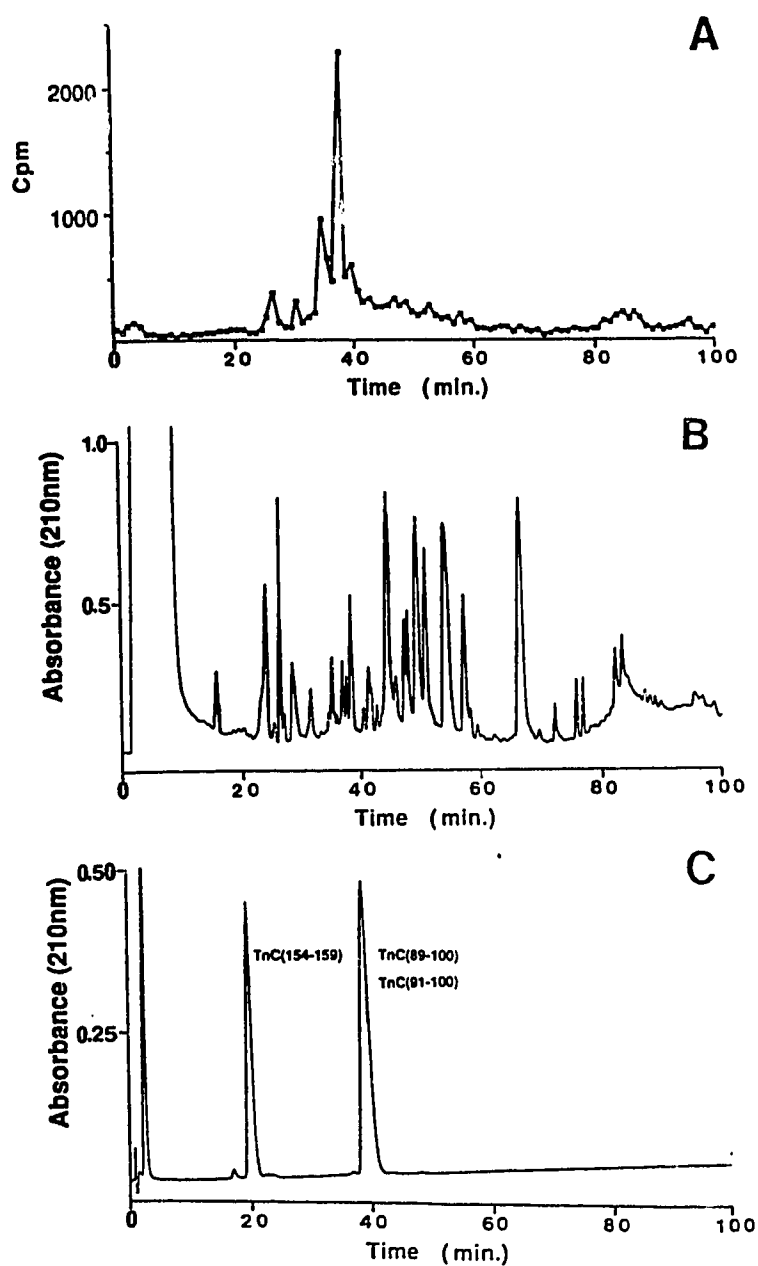 A
2000
1000
Cpm
0 20 40 60 80 100
Time (min.)
B
1.0
0.5
Absorbance (210nm)
0 20 40 60 80 100
Time (min.)
C
0.50
0.25
Absorbance (210nm)
TnC(154-159)
TnC(89-100)
TnC(91-100)
0 20 40 60 80 100
Time (min.)